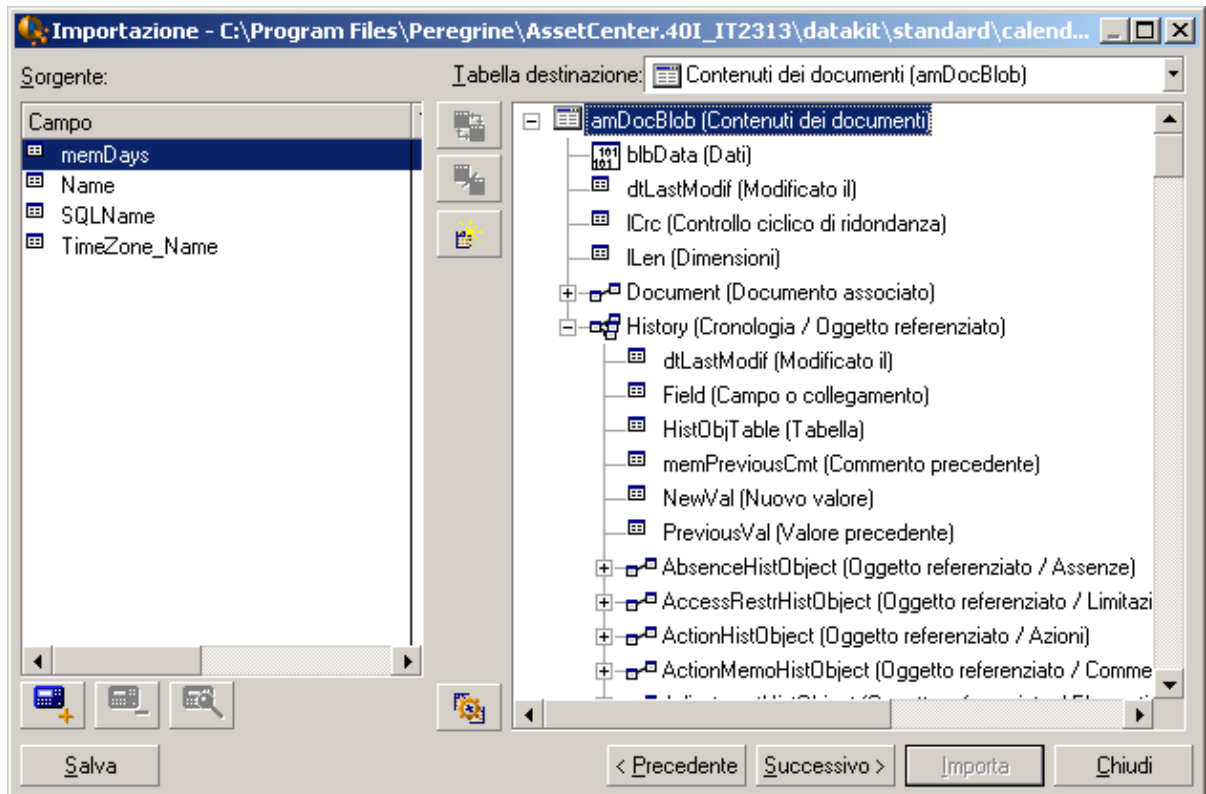 Importazione - C:\Program Files\Peregrine\AssetCenter.40I_IT2313\datakit\standard\calend...
Sorgente:
Tabella destinazione: Contenuti dei documenti (amDocBlob)
Campo
memDays
Name
SQLName
TimeZone_Name
amDocBlob (Contenuti dei documenti)
blbData (Dati)
dtLastModif (Modificato il)
lCrc (Controllo ciclico di ridondanza)
lLen (Dimensioni)
Document (Documento associato)
History (Cronologia / Oggetto referenziato)
dtLastModif (Modificato il)
Field (Campo o collegamento)
HistObjTable (Tabella)
memPreviousCmt (Commento precedente)
NewVal (Nuovo valore)
PreviousVal (Valore precedente)
AbsenceHistObject (Oggetto referenziato / Assenze)
AccessRestrHistObject (Oggetto referenziato / Limitazi
ActionHistObject (Oggetto referenziato / Azioni)
ActionMemoHistObject (Oggetto referenziato / Comme
Salva
< Precedente
Successivo >
Importa
Chiudi